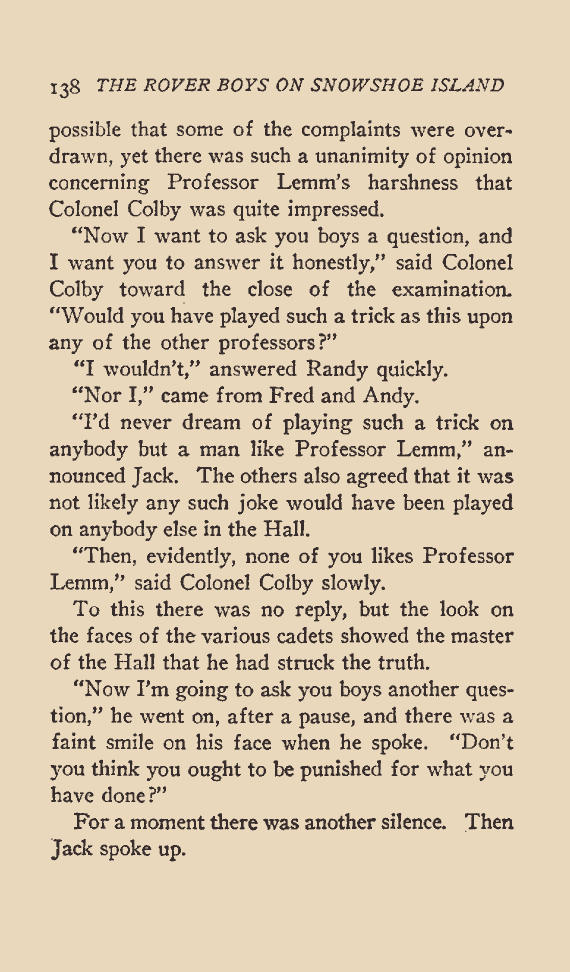 138 THE ROVER BOYS ON SNOWSHOE ISLAND
possible that some of the complaints were over-
drawn, yet there was such a unanimity of opinion
concerning Professor Lemm's harshness that
Colonel Colby was quite impressed.
"Now I want to ask you boys a question, and
I want you to answer it honestly," said Colonel
Colby toward the close of the examination.
"Would you have played such a trick as this upon
any of the other professors?"
"I wouldn't," answered Randy quickly.
"Nor I," came from Fred and Andy.
"I'd never dream of playing such a trick on
anybody but a man like Professor Lemm," an-
nounced Jack. The others also agreed that it was
not likely any such joke would have been played
on anybody else in the Hall.
"Then, evidently, none of you likes Professor
Lemm," said Colonel Colby slowly.
To this there was no reply, but the look on
the faces of the various cadets showed the master
of the Hall that he had struck the truth.
"Now I'm going to ask you boys another ques-
tion," he went on, after a pause, and there was a
faint smile on his face when he spoke. "Don't
you think you ought to be punished for what you
have done?"
For a moment there was another silence. Then
Jack spoke up.